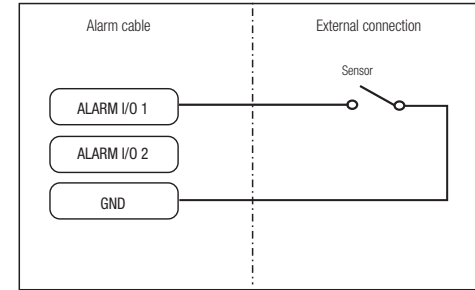 Alarm cable
External connection
Sensor
ALARM I/O 1
ALARM I/O 2
GND